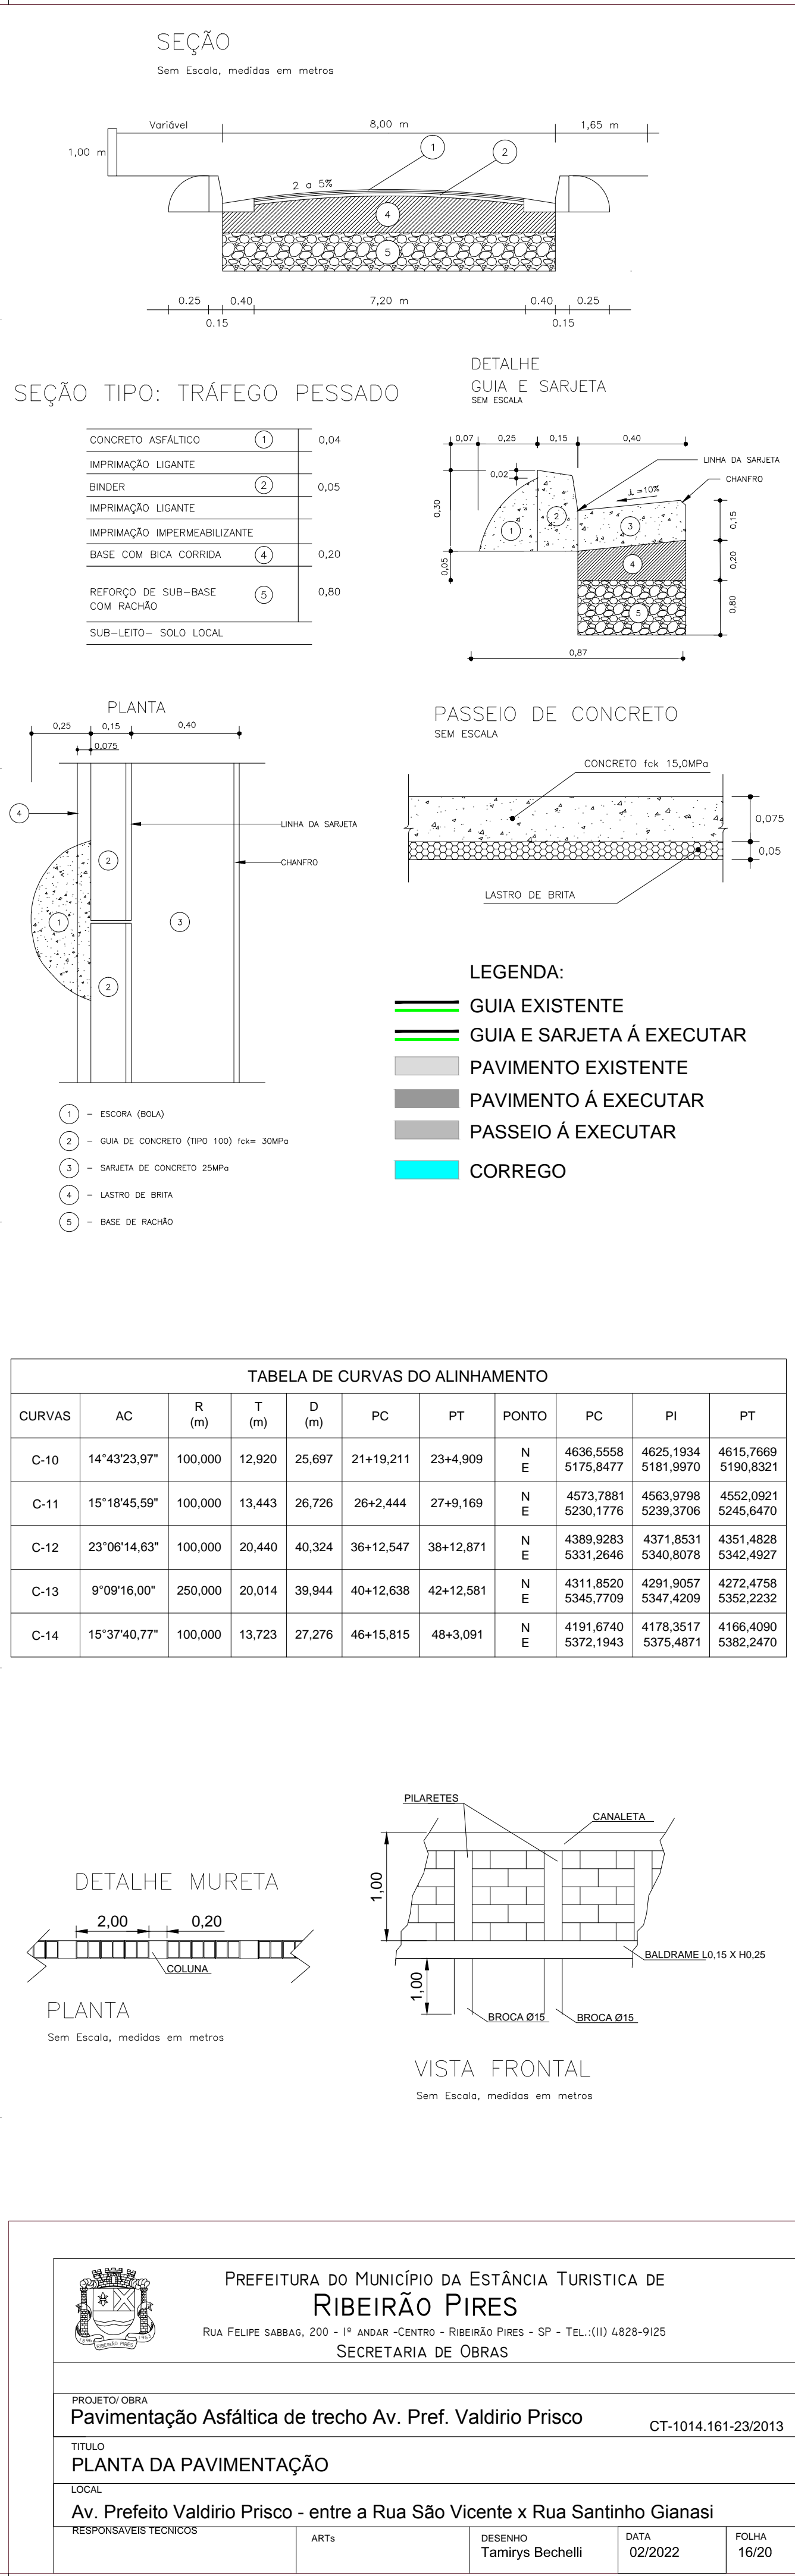 SEÇÃO
Sem Escala, medidas em metros
Variável
8,00 m
1,65 m
1,00 m
1
2
2 a 5%
4
5
0.25
0.40
7,20 m
0.40
0.25
0.15
0.15
SEÇÃO TIPO: TRÁFEGO PESSADO
CONCRETO ASFÁLTICO 1 0,04
IMPRIMAÇÃO LIGANTE
BINDER 2 0,05
IMPRIMAÇÃO LIGANTE
IMPRIMAÇÃO IMPERMEABILIZANTE
BASE COM BICA CORRIDA 4 0,20
REFORÇO DE SUB-BASE 5 0,80
COM RACHÃO
SUB-LEITO- SOLO LOCAL
DETALHE
GUIA E SARJETA
SEM ESCALA
0,07
0,25
0,15
0,40
LINHA DA SARJETA
CHANFRO
0,02
i =10%
0,30
0,05
1
2
3
4
5
0,15
0,20
0,80
0,87
PLANTA
0,25
0,15
0,40
0,075
4
LINHA DA SARJETA
2
CHANFRO
1
3
2
1 - ESCORA (BOLA)
2 - GUIA DE CONCRETO (TIPO 100) fck= 30MPa
3 - SARJETA DE CONCRETO 25MPa
4 - LASTRO DE BRITA
5 - BASE DE RACHÃO
PASSEIO DE CONCRETO
SEM ESCALA
CONCRETO fck 15,0MPa
0,075
0,05
LASTRO DE BRITA
LEGENDA:
GUIA EXISTENTE
GUIA E SARJETA Á EXECUTAR
PAVIMENTO EXISTENTE
PAVIMENTO Á EXECUTAR
PASSEIO Á EXECUTAR
CORREGO
TABELA DE CURVAS DO ALINHAMENTO
CURVAS AC R (m) T (m) D (m) PC PT PONTO PC PI PT
C-10 14°43'23,97" 100,000 12,920 25,697 21+19,211 23+4,909 N 4636,5558 4625,1934 4615,7669
E 5175,8477 5181,9970 5190,8321
C-11 15°18'45,59" 100,000 13,443 26,726 26+2,444 27+9,169 N 4573,7881 4563,9798 4552,0921
E 5230,1776 5239,3706 5245,6470
C-12 23°06'14,63" 100,000 20,440 40,324 36+12,547 38+12,871 N 4389,9283 4371,8531 4351,4828
E 5331,2646 5340,8078 5342,4927
C-13 9°09'16,00" 250,000 20,014 39,944 40+12,638 42+12,581 N 4311,8520 4291,9057 4272,4758
E 5345,7709 5347,4209 5352,2232
C-14 15°37'40,77" 100,000 13,723 27,276 46+15,815 48+3,091 N 4191,6740 4178,3517 4166,4090
E 5372,1943 5375,4871 5382,2470
DETALHE MURETA
2,00
0,20
COLUNA
PLANTA
Sem Escala, medidas em metros
PILARETES
CANALETA
1,00
BALDRAME L0,15 X H0,25
1,00
BROCA Ø15
BROCA Ø15
VISTA FRONTAL
Sem Escala, medidas em metros
1896
RIBEIRÃO PIRES
1953
PREFEITURA DO MUNICÍPIO DA ESTÂNCIA TURISTICA DE
RIBEIRÃO PIRES
RUA FELIPE SABBAG, 200 - 1º ANDAR -CENTRO - RIBEIRÃO PIRES - SP - TEL.:(11) 4828-9125
SECRETARIA DE OBRAS
PROJETO/ OBRA
Pavimentação Asfáltica de trecho Av. Pref. Valdirio Prisco
CT-1014.161-23/2013
TITULO
PLANTA DA PAVIMENTAÇÃO
LOCAL
Av. Prefeito Valdirio Prisco - entre a Rua São Vicente x Rua Santinho Gianasi
RESPONSAVEIS TECNICOS
ARTs
DESENHO
Tamirys Bechelli
DATA
02/2022
FOLHA
16/20